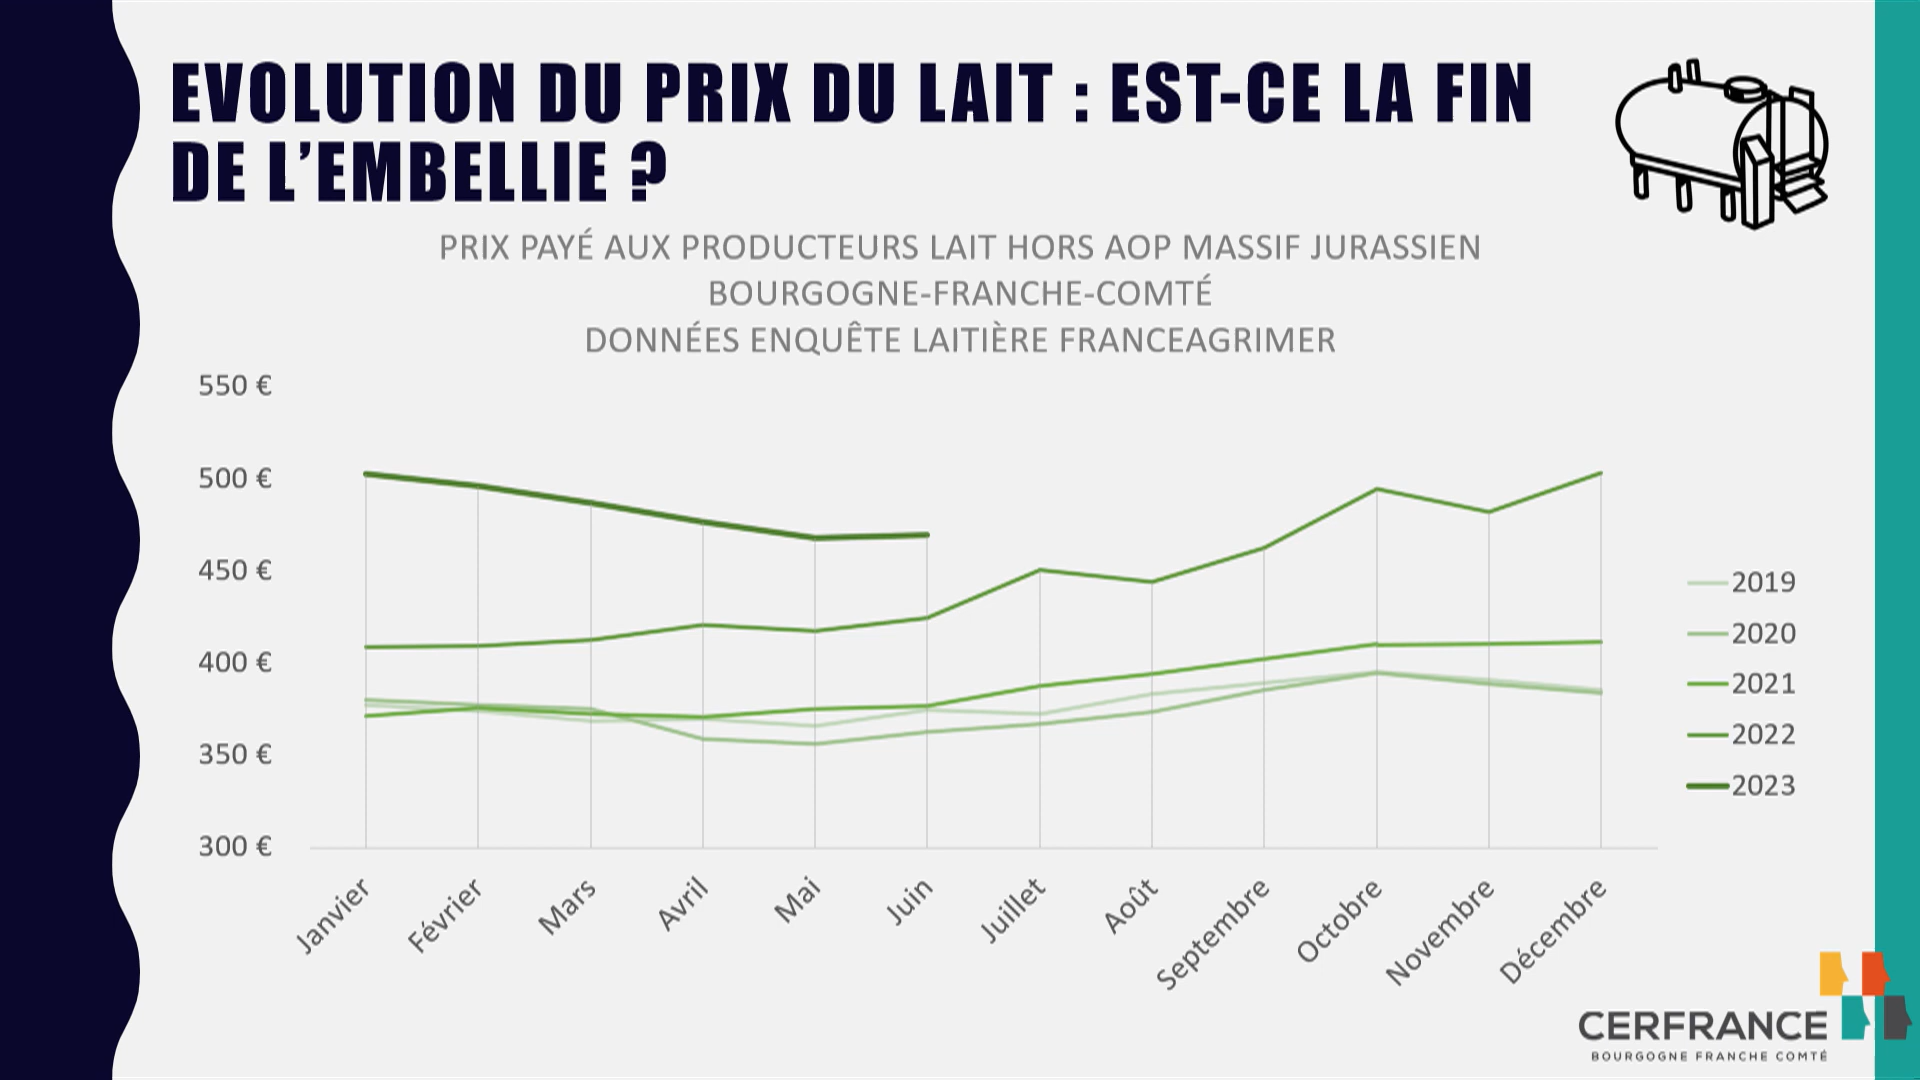 EVOLUTION DU PRIX DU LAIT : EST-CE LA FIN
DE L’EMBELLIE ?
PRIX PAYÉ AUX PRODUCTEURS LAIT HORS AOP MASSIF JURASSIEN
BOURGOGNE-FRANCHE-COMTÉ
DONNÉES ENQUÊTE LAITIÈRE FRANCEAGRIMER
550 €
500 €
450 €
400 €
350 €
300 €
Janvier
Février
Mars
Avril
Mai
Juin
Juillet
Août
Septembre
Octobre
Novembre
Décembre
2019
2020
2021
2022
2023
CERFRANCE
BOURGOGNE FRANCHE COMTÉ